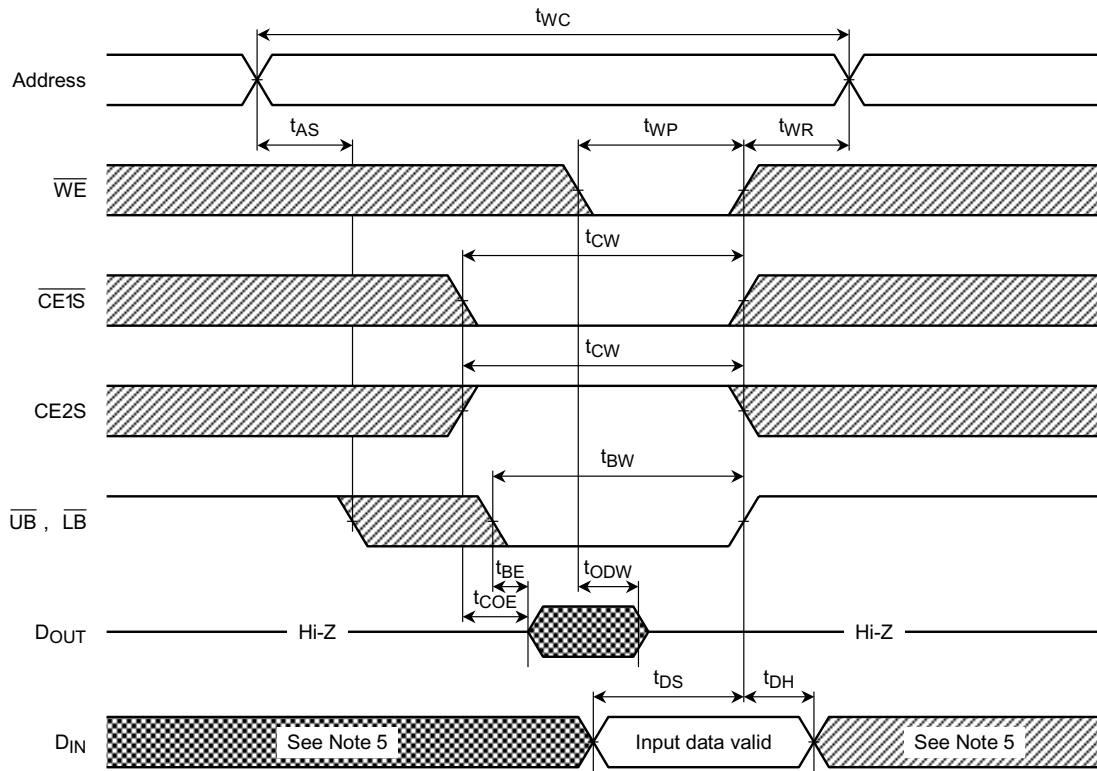 tWC
Address
tAS
tWP
tWR
WE
tCW
CE1S
tCW
CE2S
tBW
UB , LB
tBE
tODW
tCOE
DOUT
Hi-Z
Hi-Z
tDS
tDH
DIN
See Note 5
Input data valid
See Note 5